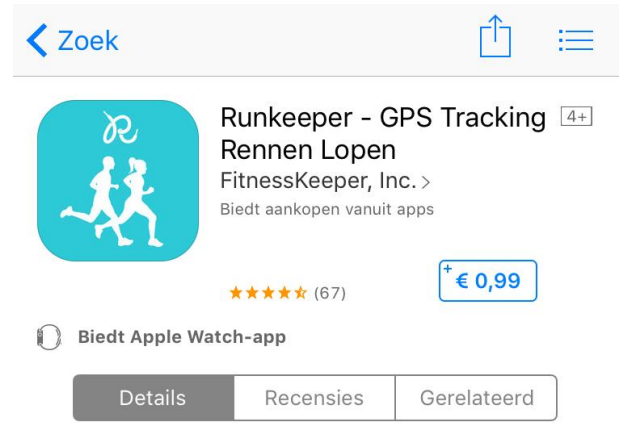 Zoek
Runkeeper - GPS Tracking 4+
Rennen Lopen
FitnessKeeper, Inc. >
Biedt aankopen vanuit apps
+ € 0,99
★★★★⯪ (67)
Biedt Apple Watch-app
Details Recensies Gerelateerd